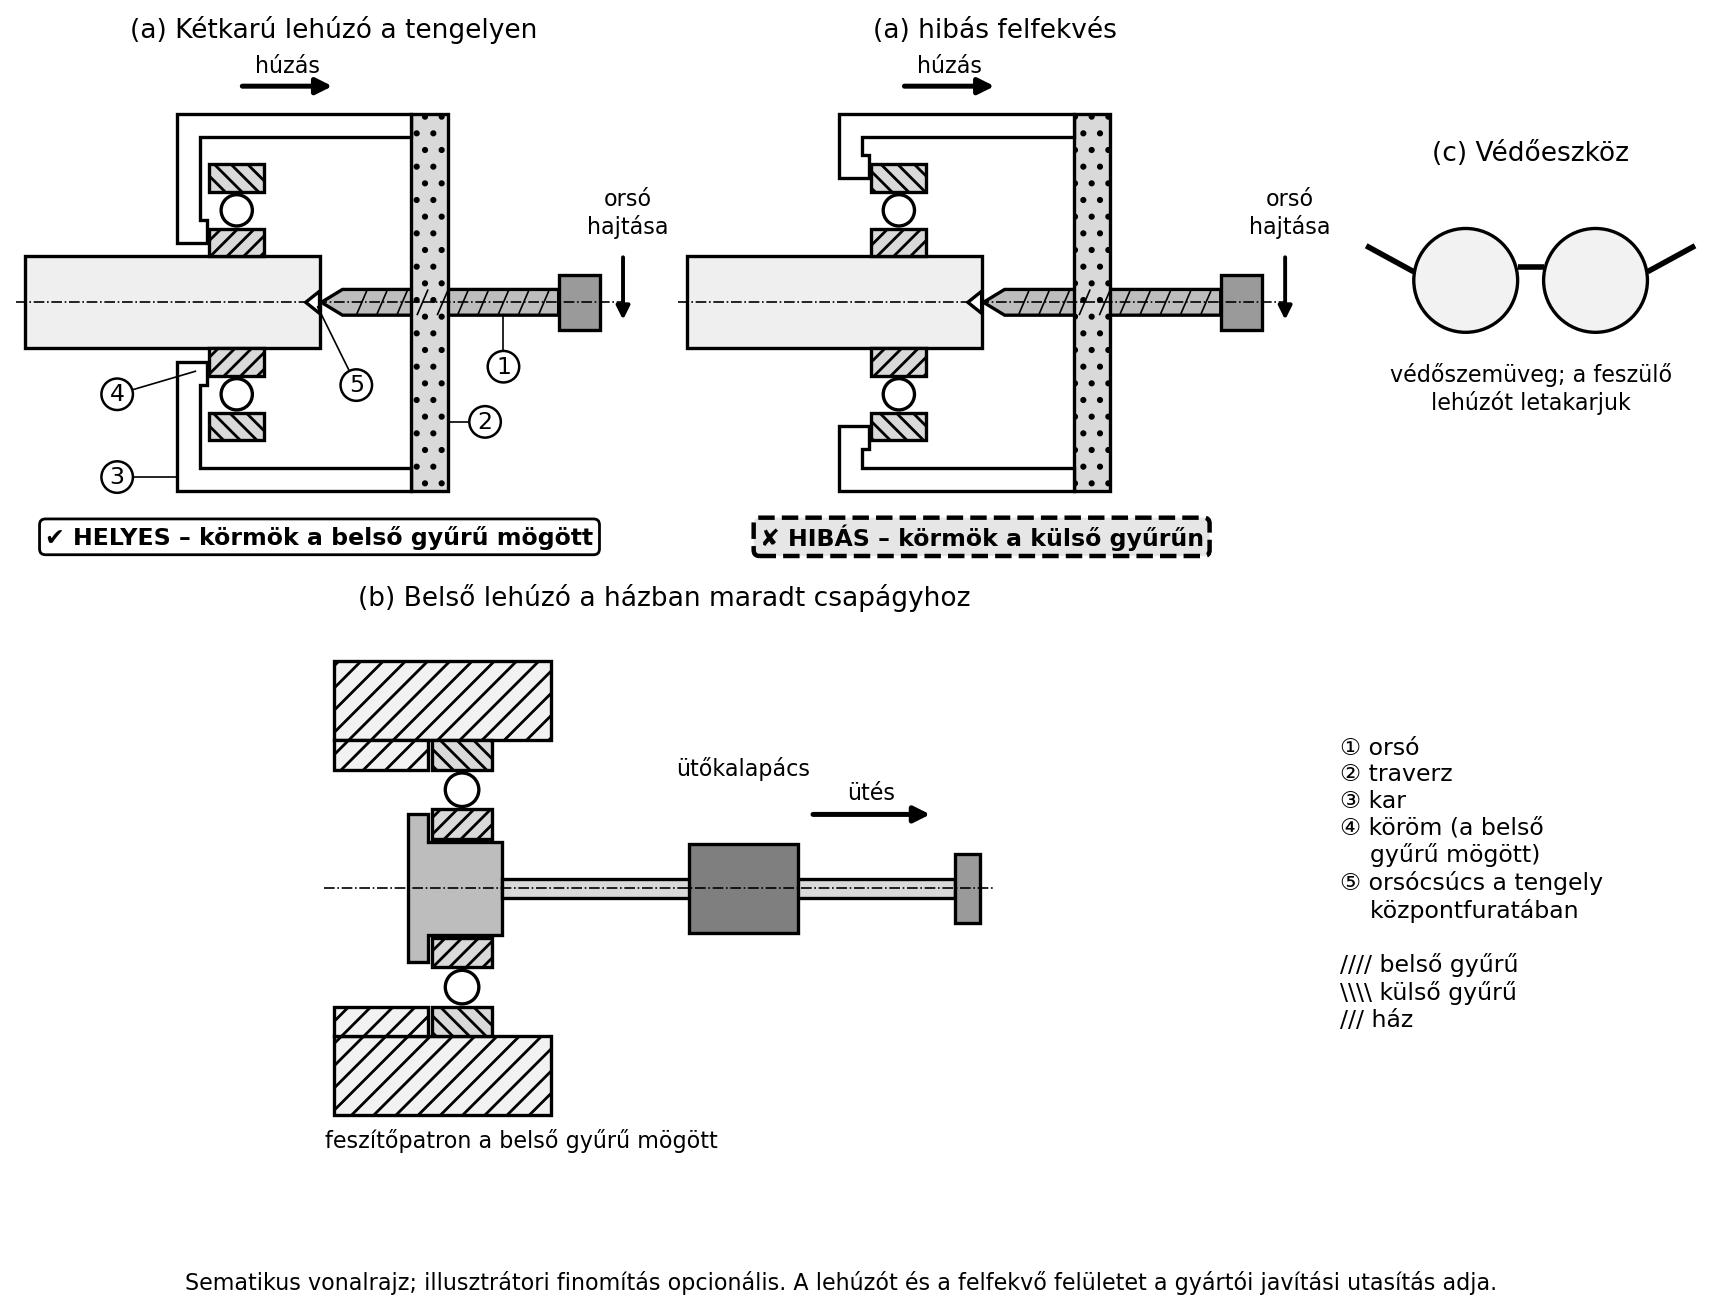 (a) Kétkarú lehúzó a tengelyen
húzás
orsó
hajtása
4
5
1
2
3
✔ HELYES – körmök a belső gyűrű mögött
(a) hibás felfekvés
húzás
orsó
hajtása
✘ HIBÁS – körmök a külső gyűrűn
(c) Védőeszköz
védőszemüveg; a feszülő
lehúzót letakarjuk
(b) Belső lehúzó a házban maradt csapágyhoz
ütőkalapács
ütés
feszítőpatron a belső gyűrű mögött
① orsó
② traverz
③ kar
④ köröm (a belső
gyűrű mögött)
⑤ orsócsúcs a tengely
központfuratában
//// belső gyűrű
\\\\ külső gyűrű
/// ház
Sematikus vonalrajz; illusztrátori finomítás opcionális. A lehúzót és a felfekvő felületet a gyártói javítási utasítás adja.